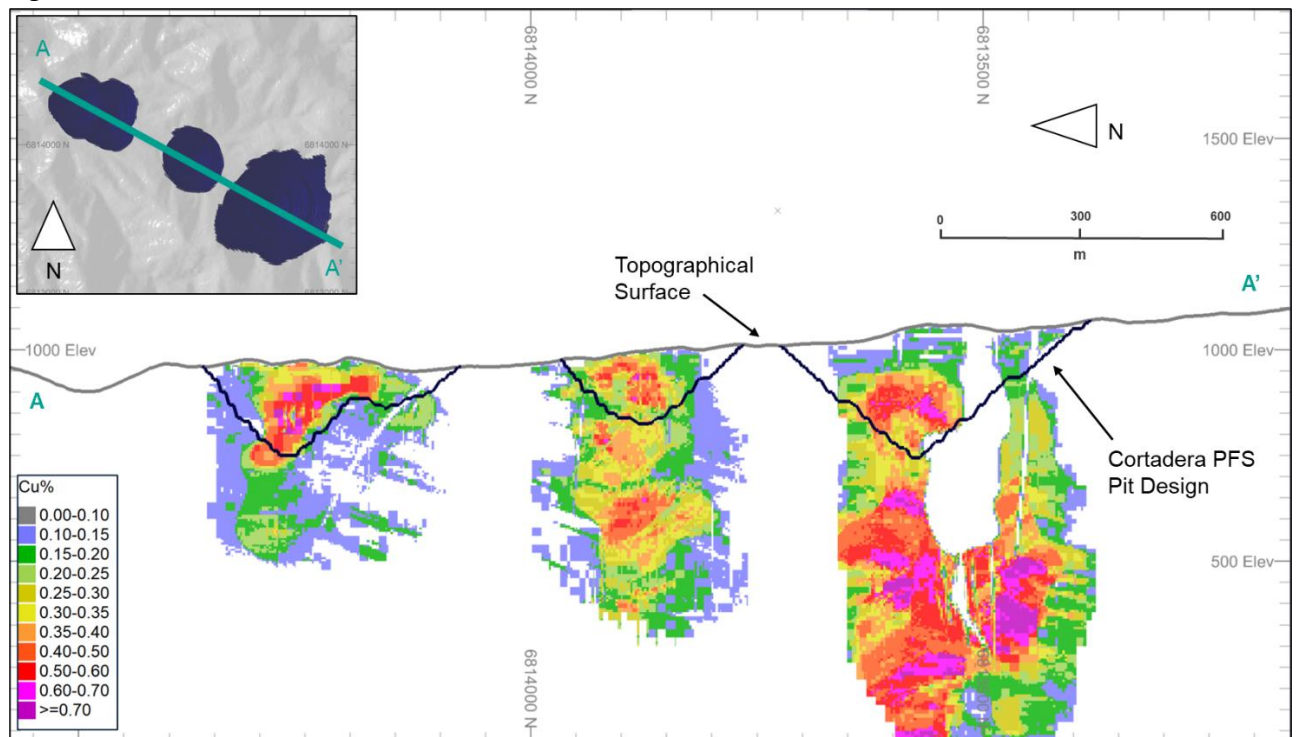 A
6814000 N
6814000 N
N
A'
6814000 N
6813500 N
N
1500 Elev
0
300
600
m
Topographical
Surface
A'
1000 Elev
1000 Elev
A
Cortadera PFS
Pit Design
500 Elev
Cu%
0.00-0.10
0.10-0.15
0.15-0.20
0.20-0.25
0.25-0.30
0.30-0.35
0.35-0.40
0.40-0.50
0.50-0.60
0.60-0.70
>=0.70
6814000 N
6813500 N